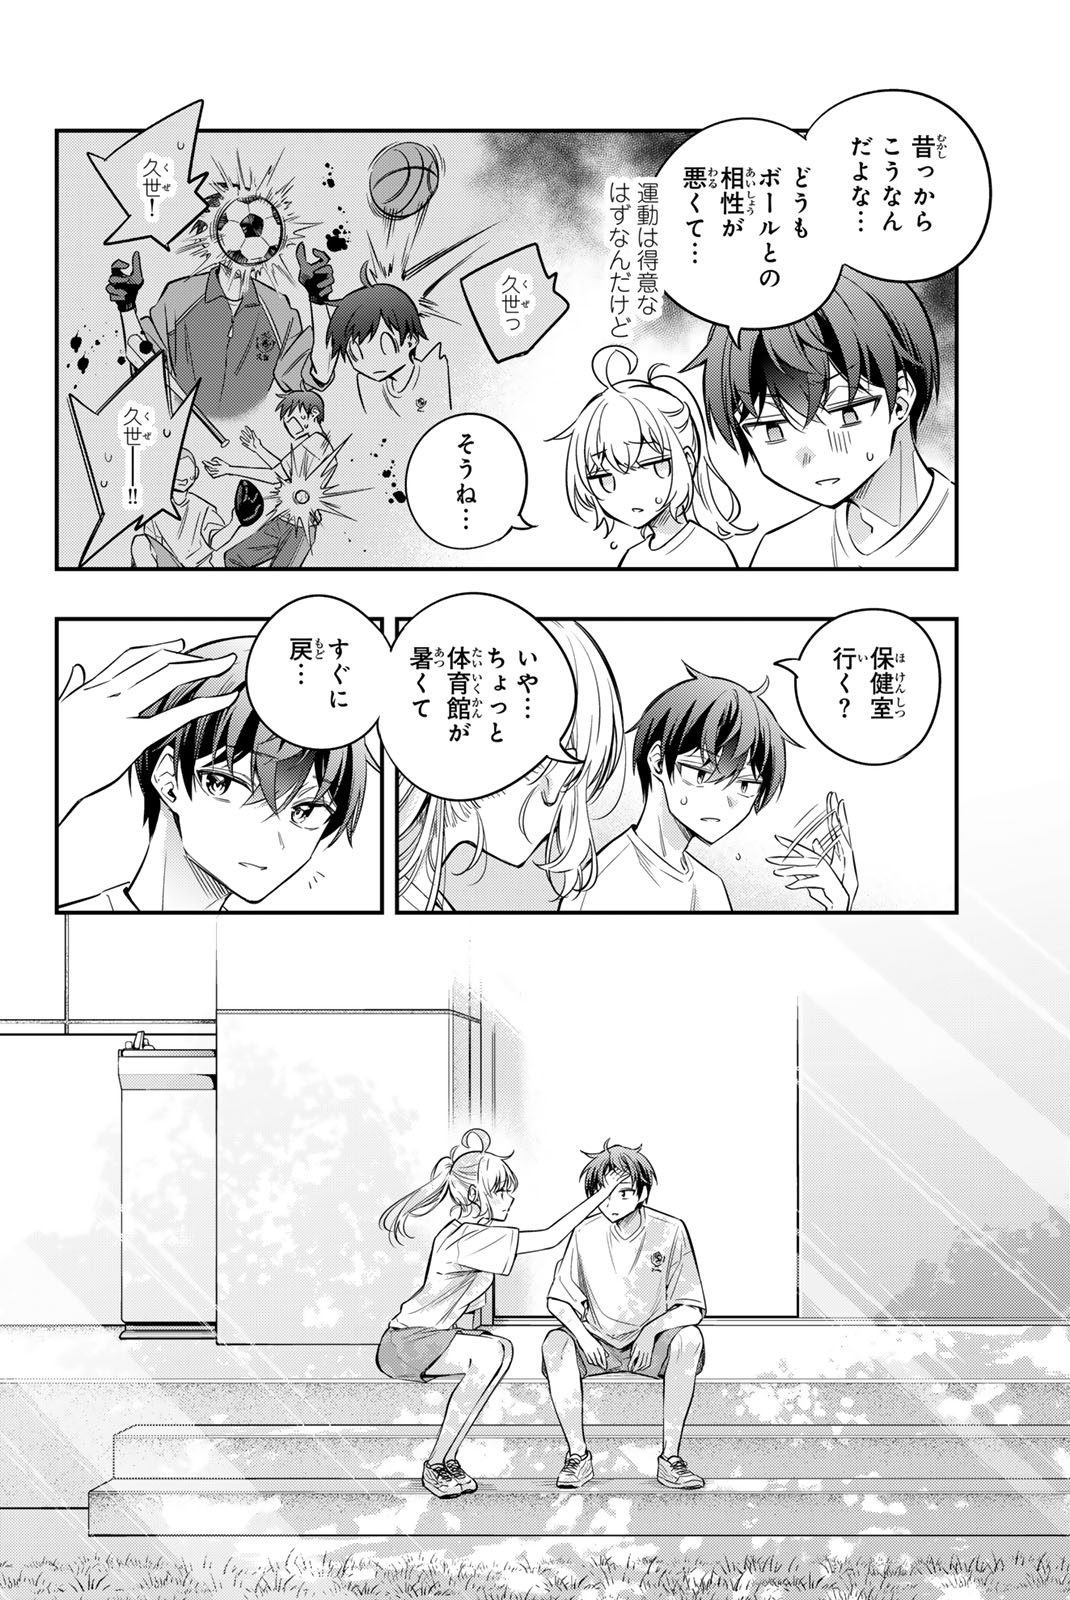 昔っから
こうなん
だよな…
どうも
ボールとの
相性が
悪くて…
運動は得意な
はずなんだけど
久世っ
久世！
久世ーー!!
そうね…
保健室
行く？
いや…
ちょっと
体育館が
暑くて
すぐに
戻…